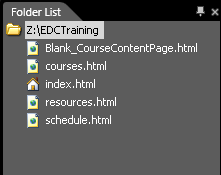 Folder List
Z:\EDCTraining
Blank_CourseContentPage.html
courses.html
index.html
resources.html
schedule.html